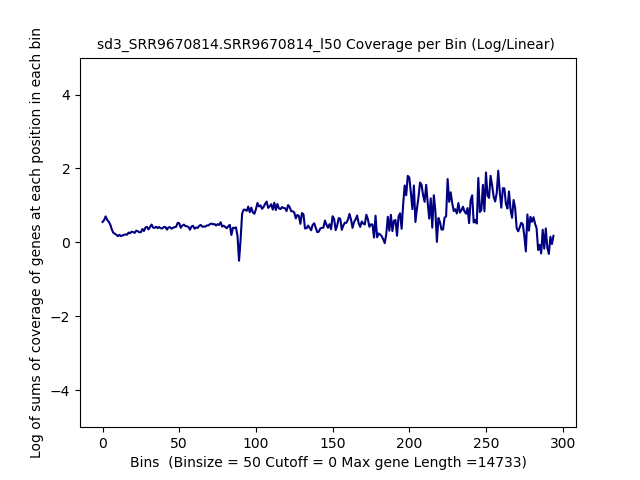 sd3_SRR9670814.SRR9670814_l50 Coverage per Bin (Log/Linear)
Log of sums of coverage of genes at each position in each bin
4
2
0
−2
−4
0 50 100 150 200 250 300
Bins  (Binsize = 50 Cutoff = 0 Max gene Length =14733)